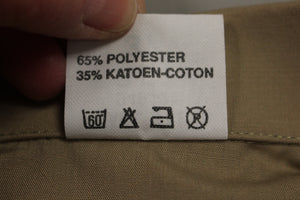 65% POLYESTER
35% KATOEN-COTON
60